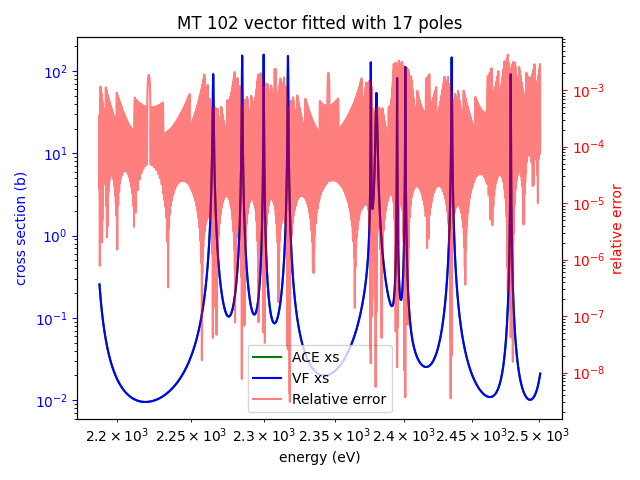 MT 102 vector fitted with 17 poles
cross section (b)
10²
10¹
10⁰
10⁻¹
10⁻²
10⁻³
10⁻⁴
10⁻⁵
10⁻⁶
10⁻⁷
10⁻⁸
relative error
ACE xs
VF xs
Relative error
2.2 × 10³ 2.25 × 10³ 2.3 × 10³ 2.35 × 10³ 2.4 × 10³ 2.45 × 10³ 2.5 × 10³
energy (eV)